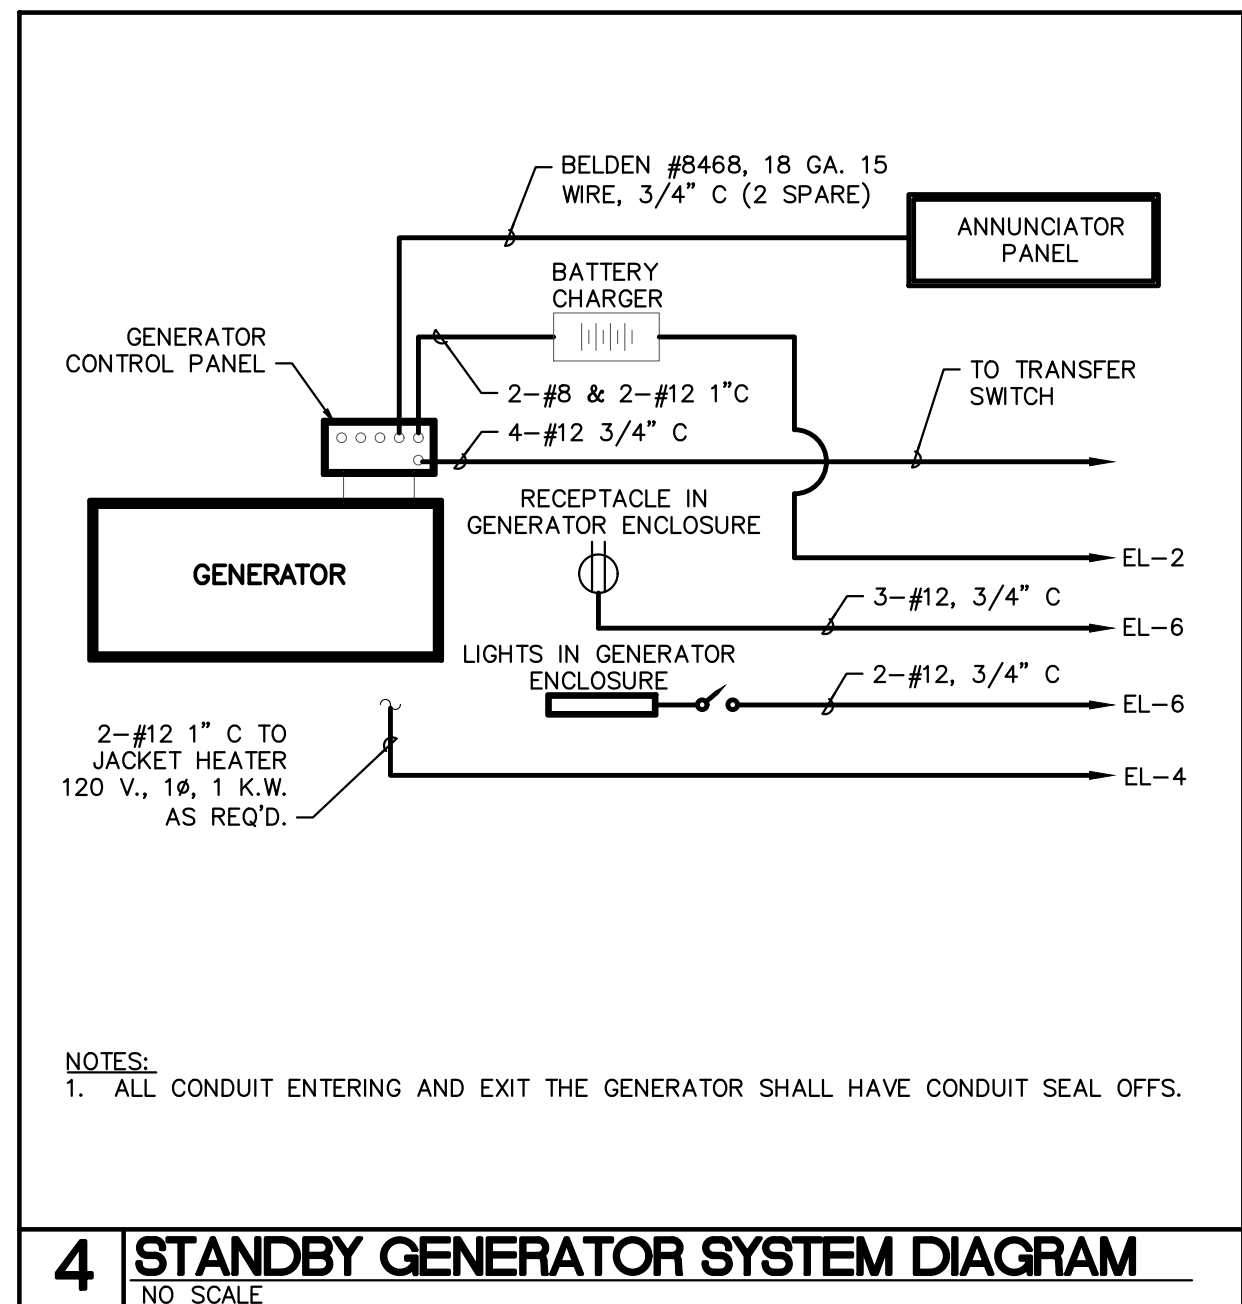 BELDEN #8468, 18 GA. 15
WIRE, 3/4" C (2 SPARE)
ANNUNCIATOR
PANEL
BATTERY
CHARGER
GENERATOR
CONTROL PANEL
TO TRANSFER
SWITCH
2-#8 & 2-#12 1"C
4-#12 3/4" C
RECEPTACLE IN
GENERATOR ENCLOSURE
GENERATOR
EL-2
3-#12, 3/4" C
EL-6
LIGHTS IN GENERATOR
ENCLOSURE
2-#12, 3/4" C
EL-6
2-#12 1" C TO
JACKET HEATER
120 V., 1ø, 1 K.W.
AS REQ'D.
EL-4
NOTES:
1. ALL CONDUIT ENTERING AND EXIT THE GENERATOR SHALL HAVE CONDUIT SEAL OFFS.
4 STANDBY GENERATOR SYSTEM DIAGRAM
NO SCALE